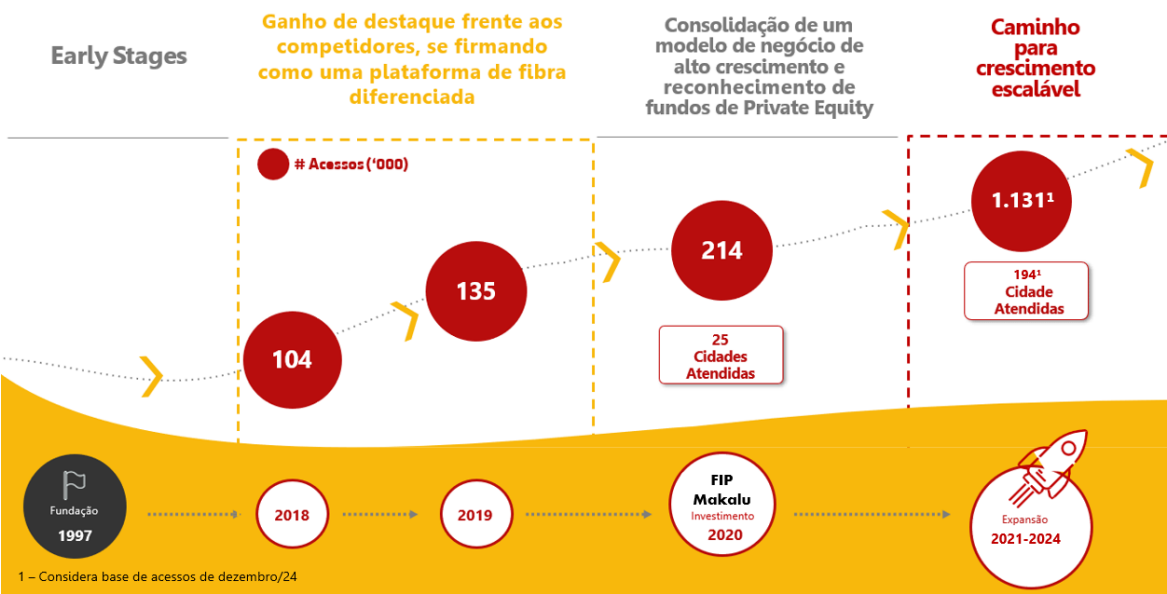 Early Stages
Ganho de destaque frente aos
competidores, se firmando
como uma plataforma de fibra
diferenciada
Consolidação de um
modelo de negócio de
alto crescimento e
reconhecimento de
fundos de Private Equity
Caminho
para
crescimento
escalável
# Acessos (‘000)
104
135
214
1.131¹
25
Cidades
Atendidas
194¹
Cidade
Atendidas
Fundação
1997
2018
2019
FIP
Makalu
Investimento
2020
Expansão
2021-2024
1 – Considera base de acessos de dezembro/24